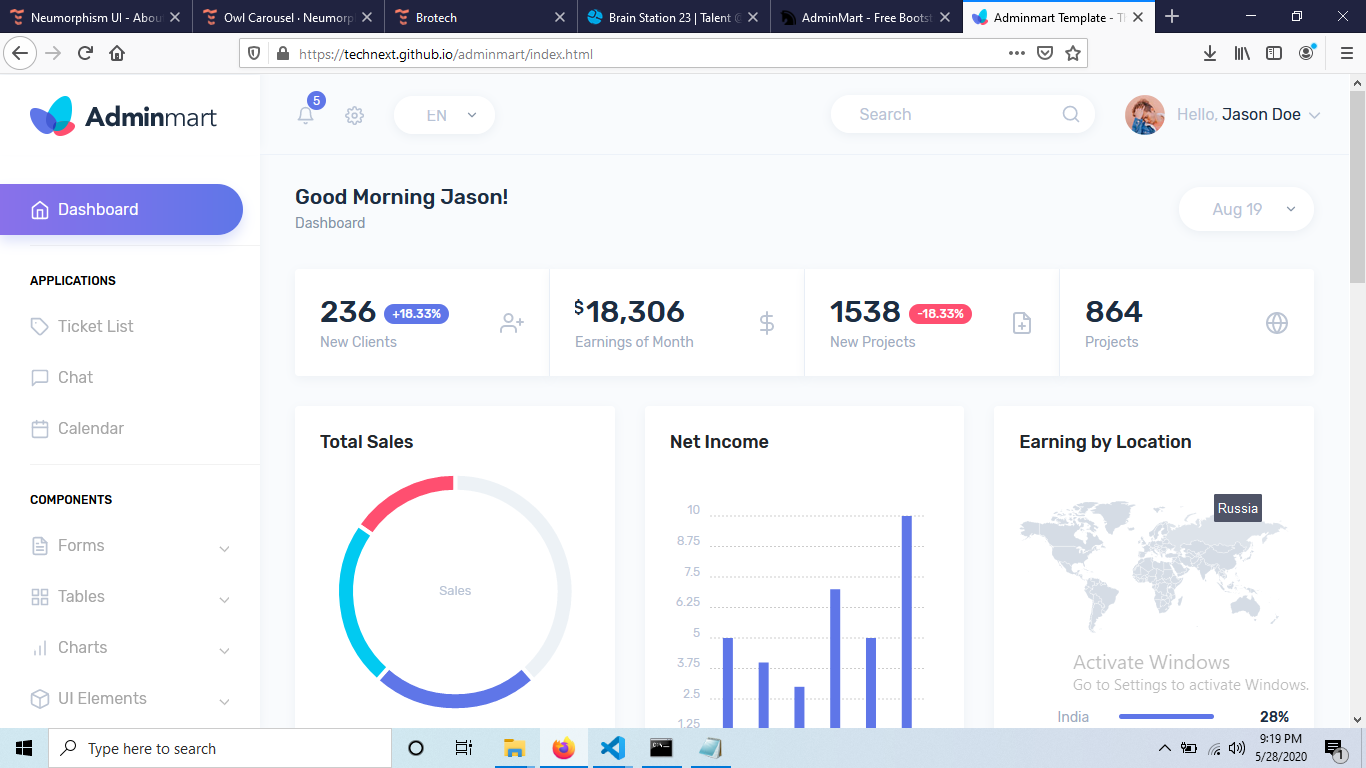 Neumorphism UI - Abou
Owl Carousel · Neumorp
Brotech
Brain Station 23 | Talent @
AdminMart - Free Bootst
Adminmart Template - Th
https://technext.github.io/adminmart/index.html
Adminmart
5
EN
Search
Hello, Jason Doe
Dashboard
APPLICATIONS
Ticket List
Chat
Calendar
COMPONENTS
Forms
Tables
Charts
UI Elements
Good Morning Jason!
Dashboard
Aug 19
236 +18.33%
New Clients
$18,306
Earnings of Month
1538 -18.33%
New Projects
864
Projects
Total Sales
Sales
Net Income
10
8.75
7.5
6.25
5
3.75
2.5
1.25
Earning by Location
Russia
Activate Windows
Go to Settings to activate Windows.
India 28%
Type here to search
9:19 PM
5/28/2020
1